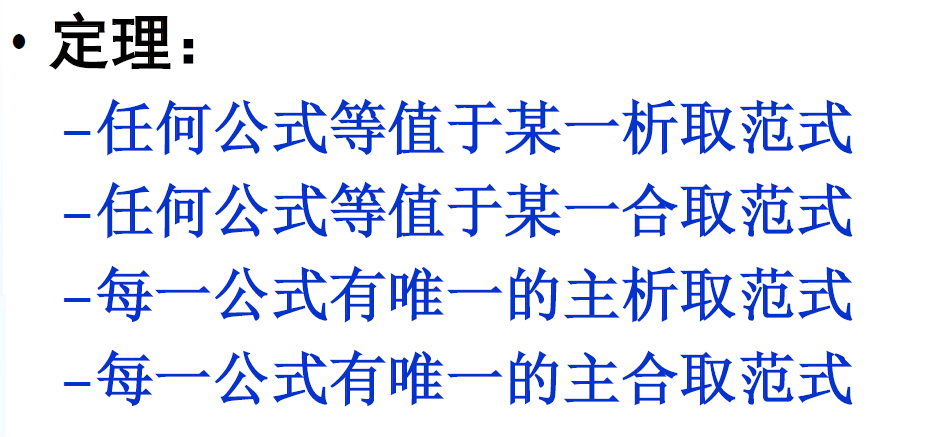 • 定理：
–任何公式等值于某一析取范式
–任何公式等值于某一合取范式
–每一公式有唯一的主析取范式
–每一公式有唯一的主合取范式